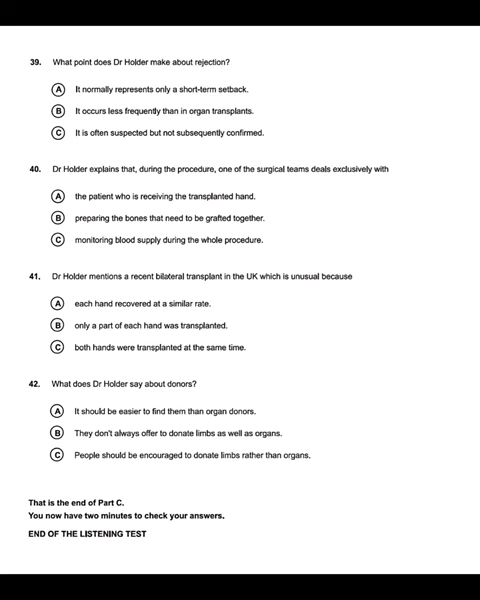 39. What point does Dr Holder make about rejection?
A It normally represents only a short-term setback.
B It occurs less frequently than in organ transplants.
C It is often suspected but not subsequently confirmed.
40. Dr Holder explains that, during the procedure, one of the surgical teams deals exclusively with
A the patient who is receiving the transplanted hand.
B preparing the bones that need to be grafted together.
C monitoring blood supply during the whole procedure.
41. Dr Holder mentions a recent bilateral transplant in the UK which is unusual because
A each hand recovered at a similar rate.
B only a part of each hand was transplanted.
C both hands were transplanted at the same time.
42. What does Dr Holder say about donors?
A It should be easier to find them than organ donors.
B They don't always offer to donate limbs as well as organs.
C People should be encouraged to donate limbs rather than organs.
That is the end of Part C.
You now have two minutes to check your answers.
END OF THE LISTENING TEST